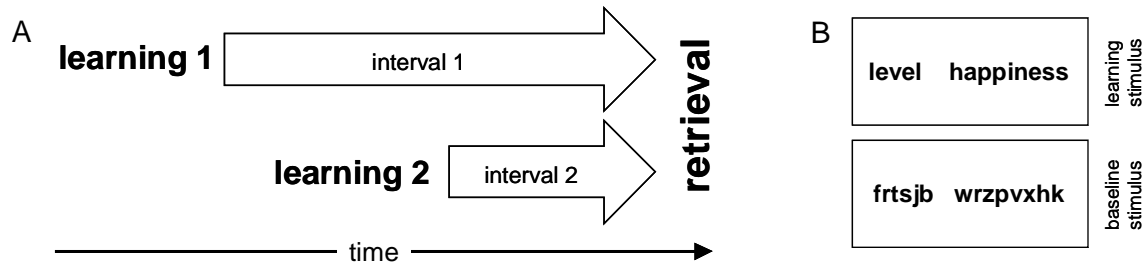 A
learning 1
interval 1
learning 2
interval 2
retrieval
time
B
level happiness
learning
stimulus
frtsjb wrzpvxhk
baseline
stimulus